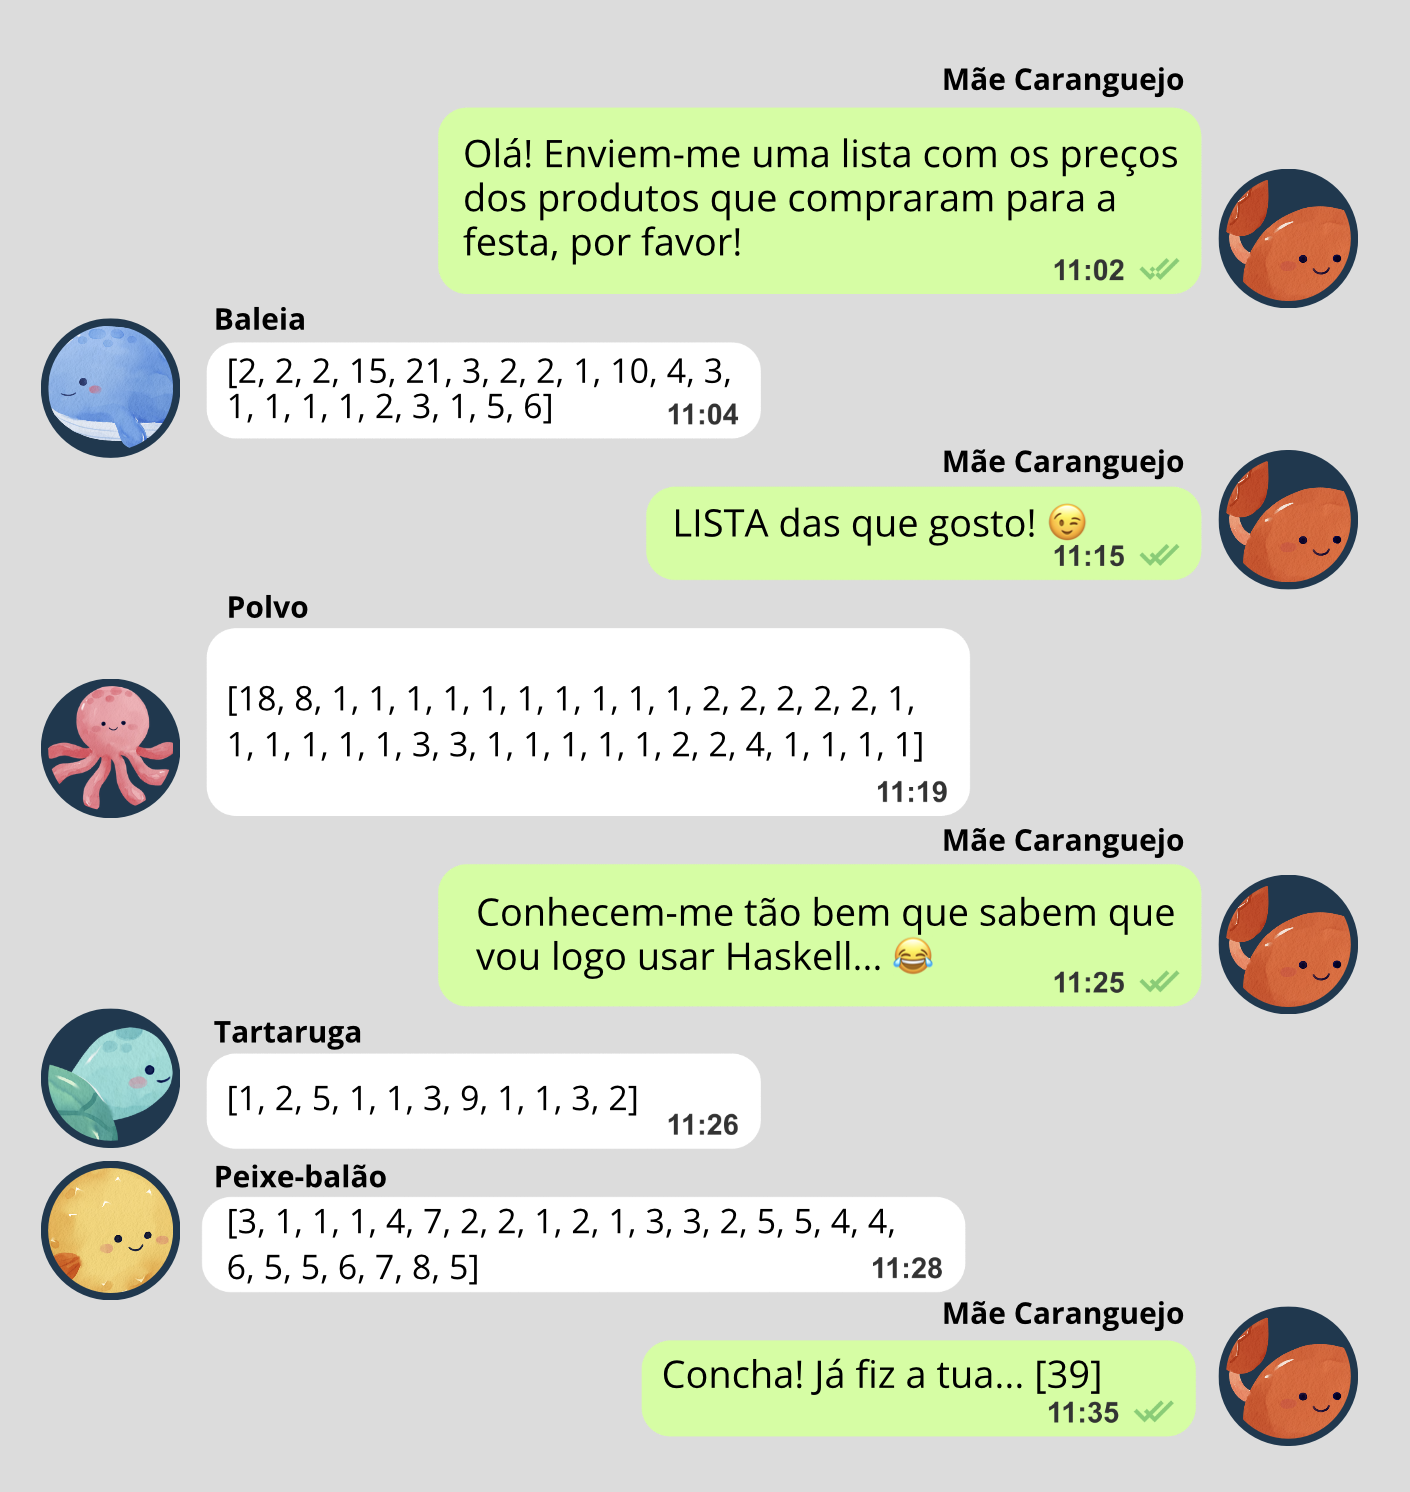 Mãe Caranguejo
Olá! Enviem-me uma lista com os preços
dos produtos que compraram para a
festa, por favor!
11:02
Baleia
[2, 2, 2, 15, 21, 3, 2, 2, 1, 10, 4, 3,
1, 1, 1, 1, 2, 3, 1, 5, 6]
11:04
Mãe Caranguejo
LISTA das que gosto! 😉
11:15
Polvo
[18, 8, 1, 1, 1, 1, 1, 1, 1, 1, 1, 1, 2, 2, 2, 2, 2, 1,
1, 1, 1, 1, 1, 3, 3, 1, 1, 1, 1, 1, 2, 2, 4, 1, 1, 1, 1]
11:19
Mãe Caranguejo
Conhecem-me tão bem que sabem que
vou logo usar Haskell... 😂
11:25
Tartaruga
[1, 2, 5, 1, 1, 3, 9, 1, 1, 3, 2]
11:26
Peixe-balão
[3, 1, 1, 1, 4, 7, 2, 2, 1, 2, 1, 3, 3, 2, 5, 5, 4, 4,
6, 5, 5, 6, 7, 8, 5]
11:28
Mãe Caranguejo
Concha! Já fiz a tua... [39]
11:35